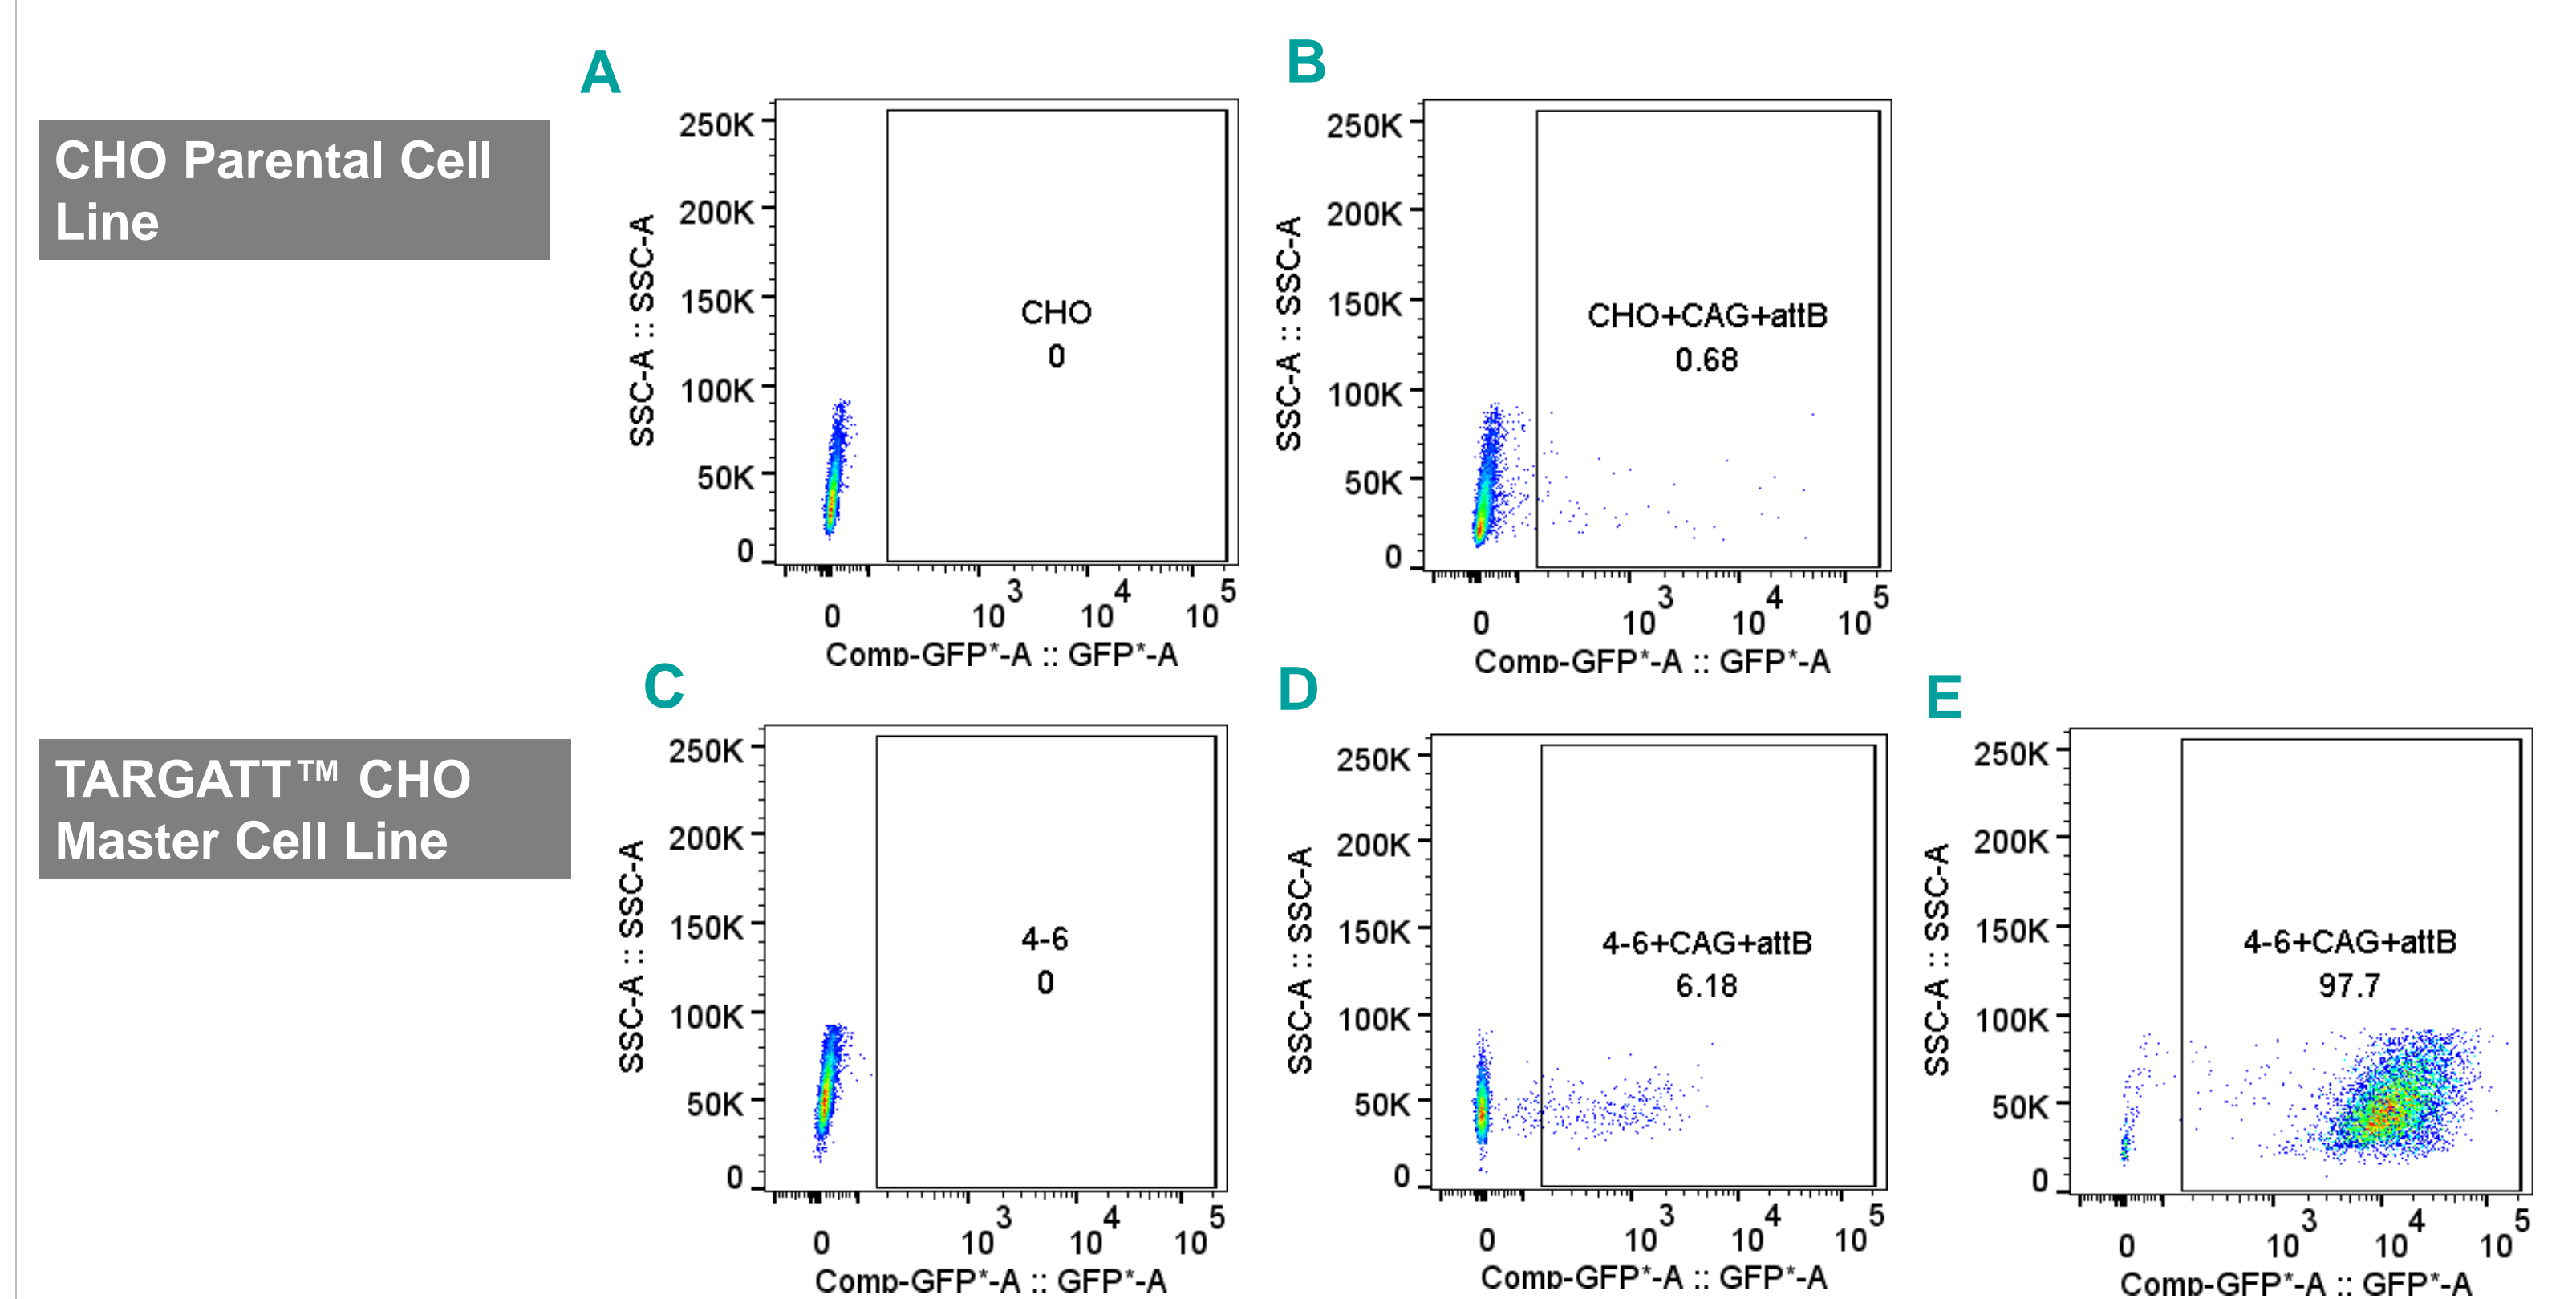 A
B
CHO Parental Cell
Line
250K
200K
150K
100K
50K
0
SSC-A :: SSC-A
CHO
0
0
10^3
10^4
10^5
Comp-GFP*-A :: GFP*-A
250K
200K
150K
100K
50K
0
SSC-A :: SSC-A
CHO+CAG+attB
0.68
0
10^3
10^4
10^5
Comp-GFP*-A :: GFP*-A
C
D
E
TARGATT™ CHO
Master Cell Line
250K
200K
150K
100K
50K
0
SSC-A :: SSC-A
4-6
0
0
10^3
10^4
10^5
Comp-GFP*-A :: GFP*-A
250K
200K
150K
100K
50K
0
SSC-A :: SSC-A
4-6+CAG+attB
6.18
0
10^3
10^4
10^5
Comp-GFP*-A :: GFP*-A
250K
200K
150K
100K
50K
0
SSC-A :: SSC-A
4-6+CAG+attB
97.7
0
10^3
10^4
10^5
Comp-GFP*-A :: GFP*-A